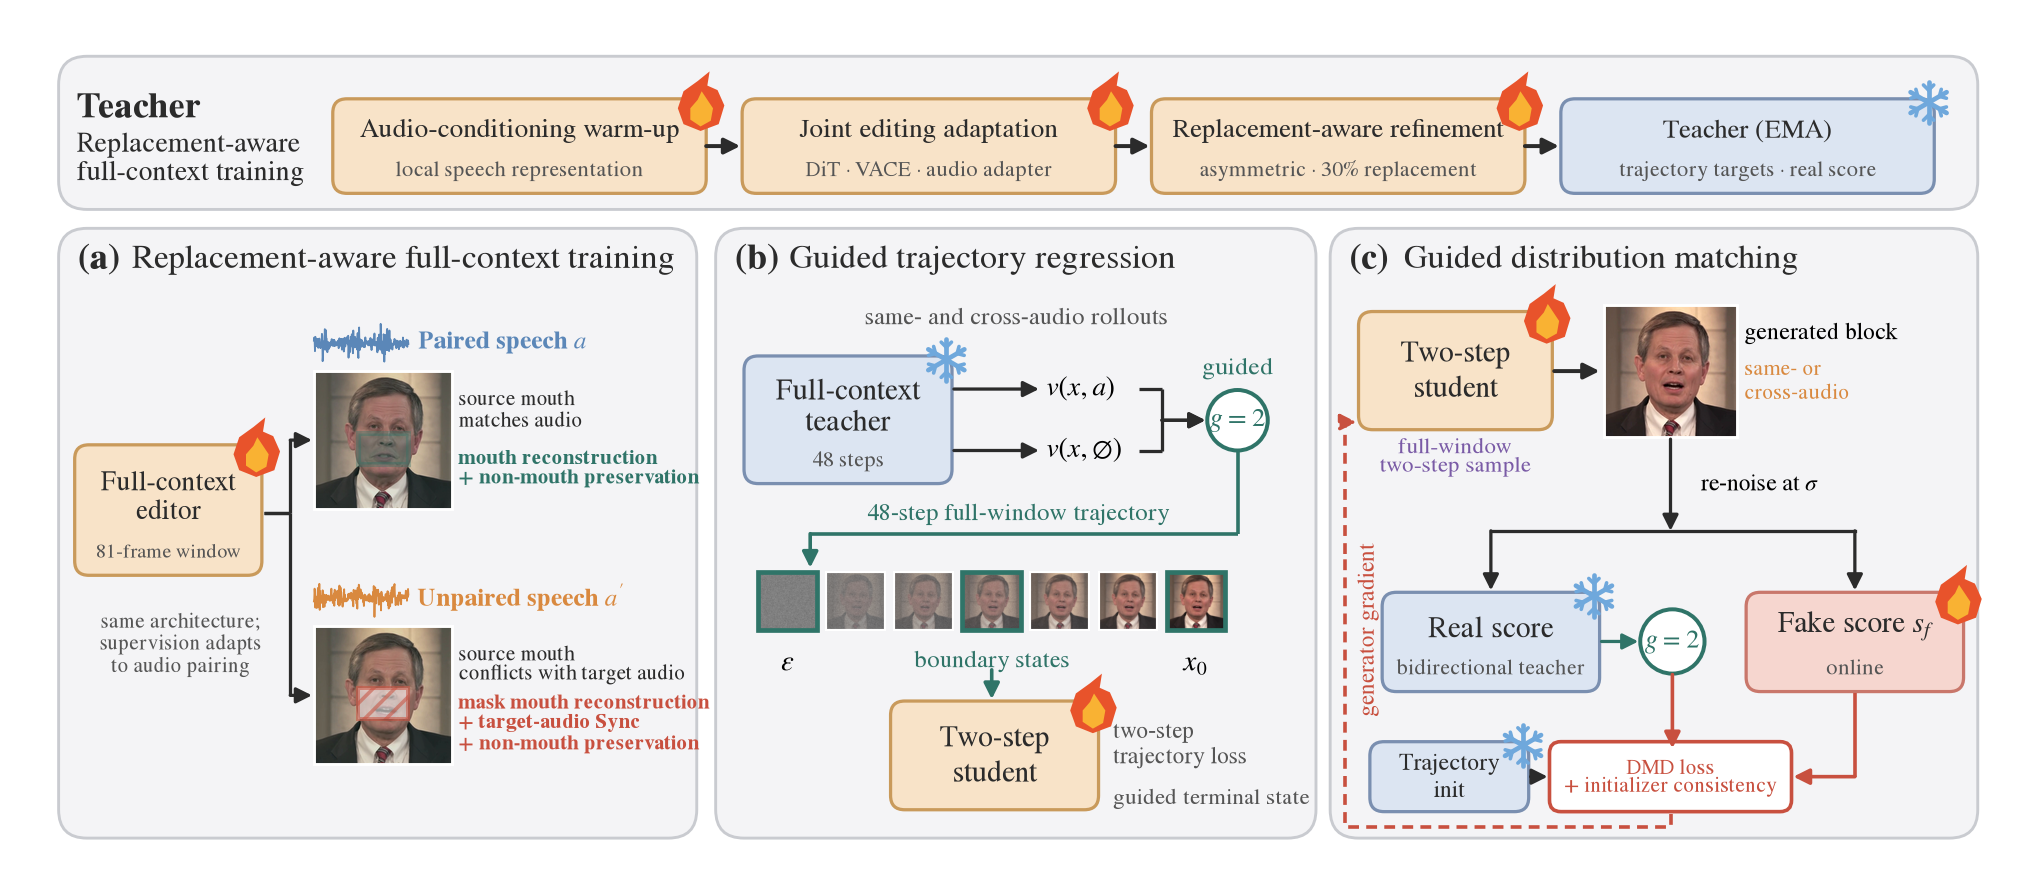 Teacher
Replacement-aware
full-context training
Audio-conditioning warm-up
local speech representation
Joint editing adaptation
DiT · VACE · audio adapter
Replacement-aware refinement
asymmetric · 30% replacement
Teacher (EMA)
trajectory targets · real score
(a) Replacement-aware full-context training
Paired speech a
source mouth
matches audio
mouth reconstruction
+ non-mouth preservation
Full-context
editor
81-frame window
same architecture;
supervision adapts
to audio pairing
Unpaired speech a′
source mouth
conflicts with target audio
mask mouth reconstruction
+ target-audio Sync
+ non-mouth preservation
(b) Guided trajectory regression
same- and cross-audio rollouts
Full-context
teacher
48 steps
v(x, a)
v(x, ∅)
guided
g = 2
48-step full-window trajectory
ε
boundary states
x₀
Two-step
student
two-step
trajectory loss
guided terminal state
(c) Guided distribution matching
Two-step
student
full-window
two-step sample
generated block
same- or
cross-audio
re-noise at σ
generator gradient
Real score
bidirectional teacher
g = 2
Fake score s_f
online
Trajectory
init
DMD loss
+ initializer consistency